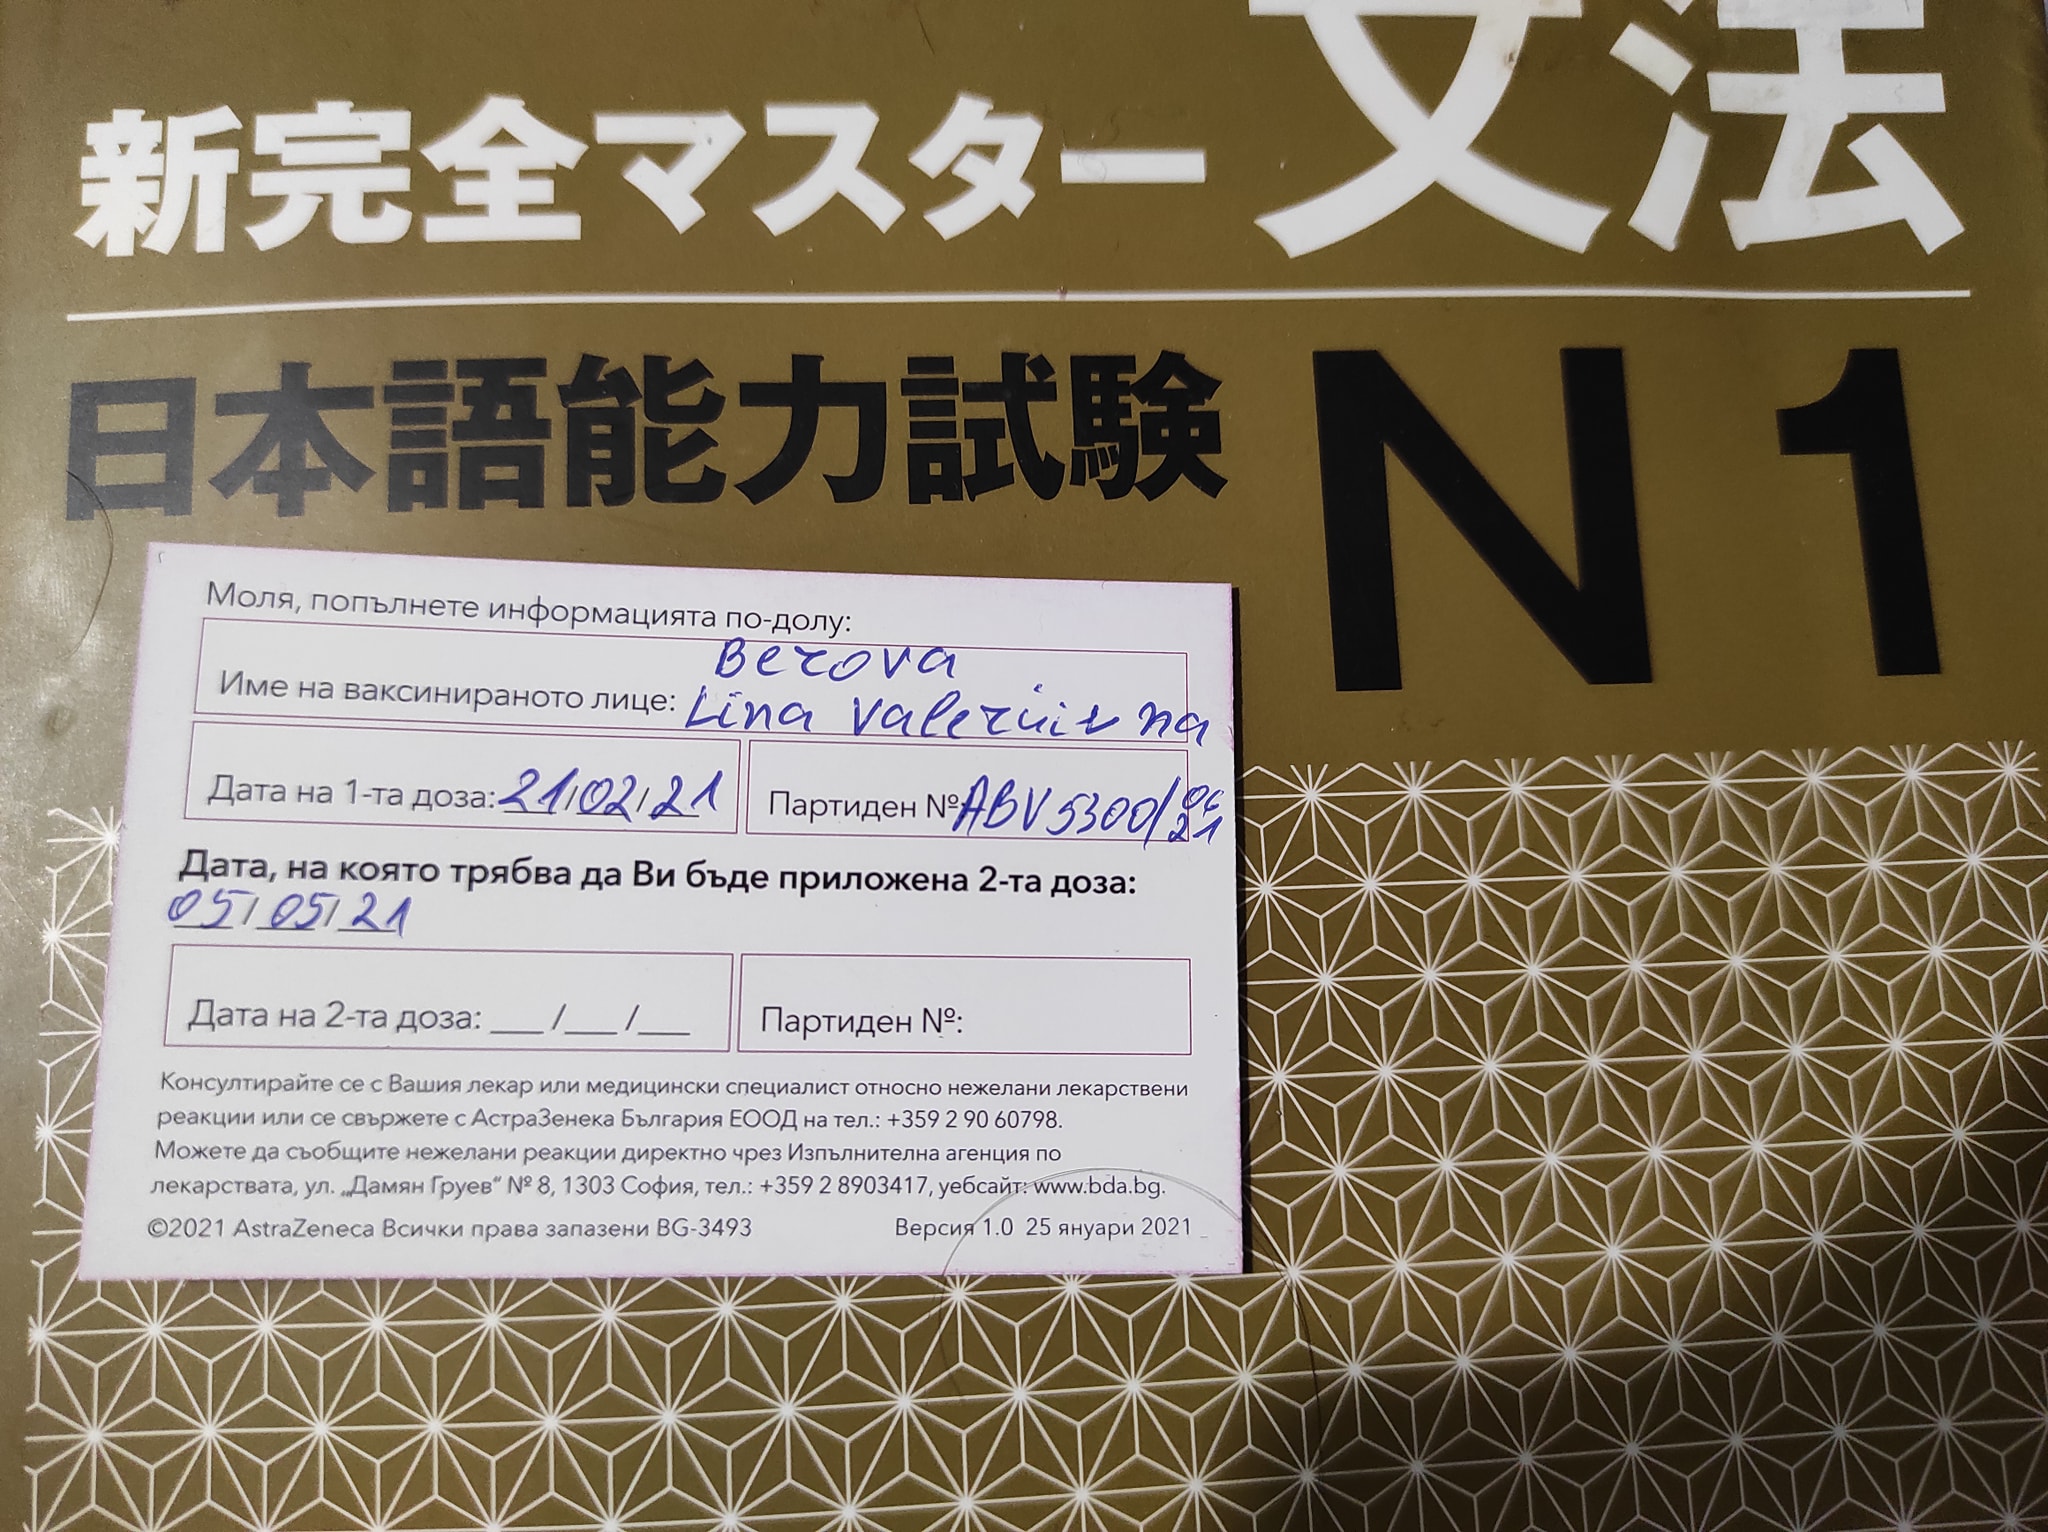 新完全マスター 文法
日本語能力試験 N1
Моля, попълнете информацията по-долу:
Berova
Име на ваксинираното лице: Lina
Дата на 1-та доза: 21/02/21
Партиден №: ABV5300/
21
Дата, на която трябва да Ви бъде приложена 2-та доза:
05/05/21
Дата на 2-та доза: __/__/__
Партиден №:
Консултирайте се с Вашия лекар или медицински специалист относно нежелани лекарствени
реакции или се свържете с АстраЗенека България ЕООД на тел.: +359 2 90 60798.
Можете да съобщите нежелани реакции директно чрез Изпълнителна агенция по
лекарствата, ул. „Дамян Груев“ № 8, 1303 София, тел.: +359 2 8903417, уебсайт: www.bda.bg.
©2021 AstraZeneca Всички права запазени BG-3493
Версия 1.0 25 януари 2021